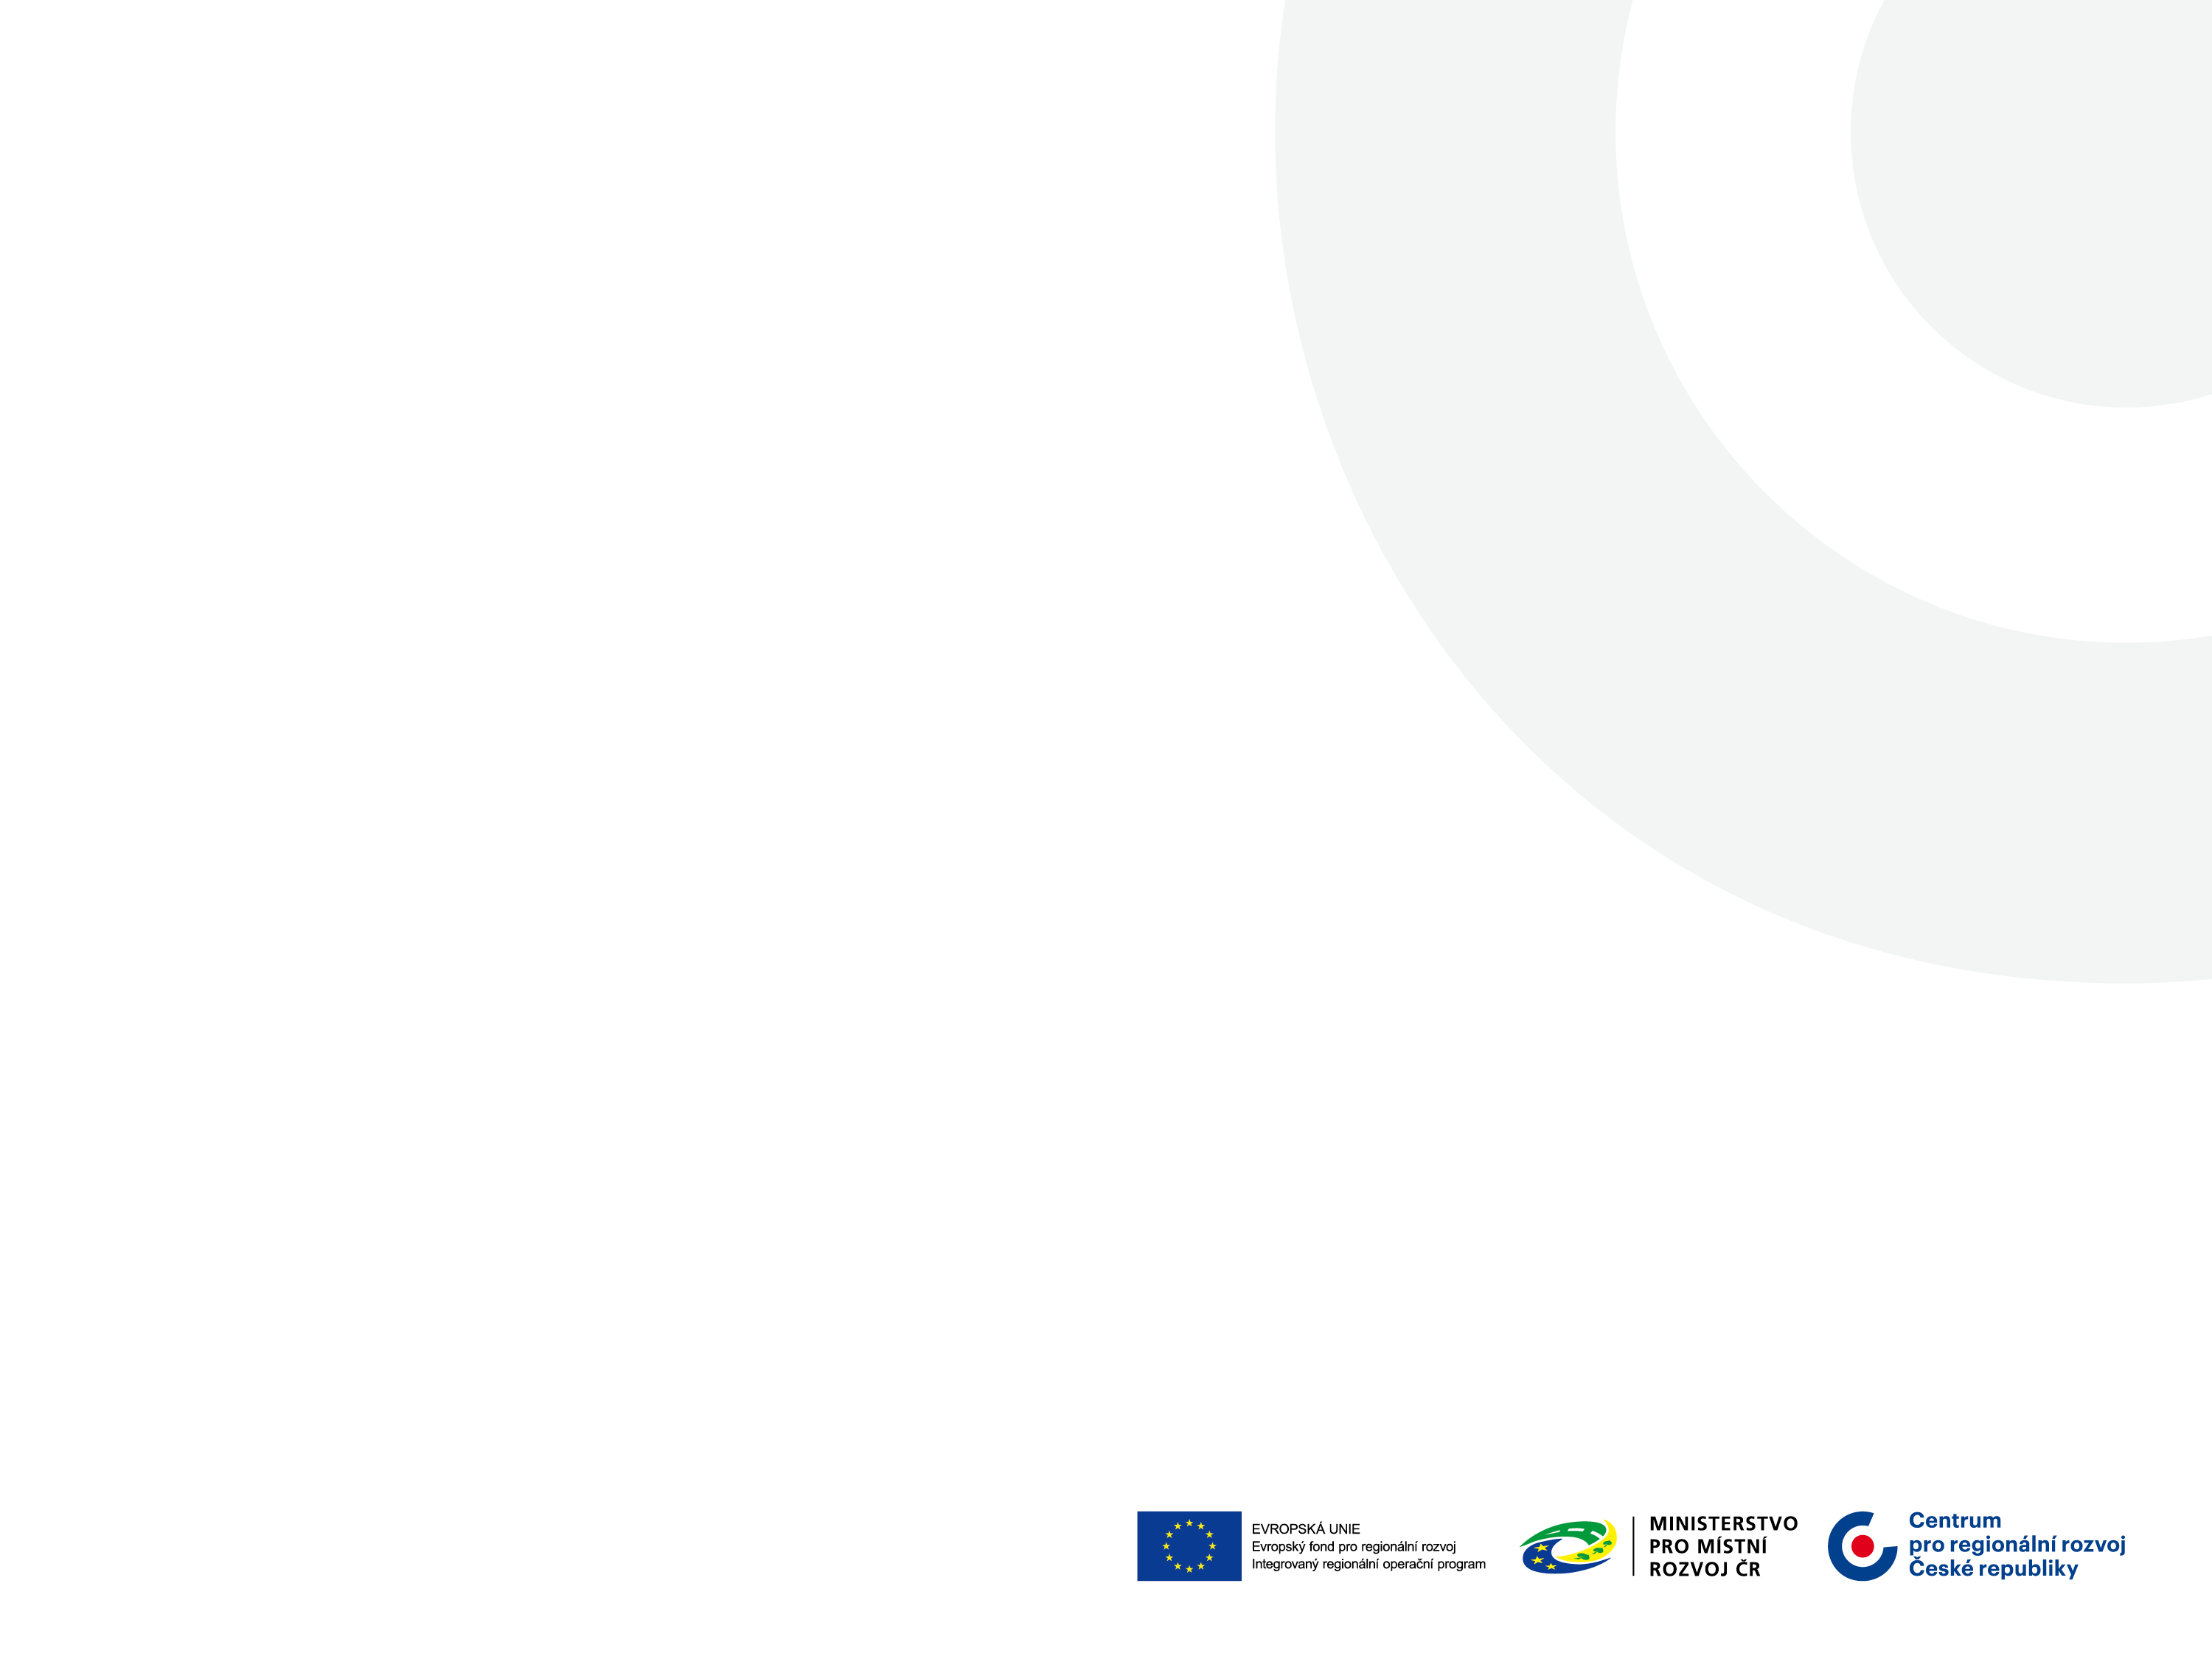 EVROPSKÁ UNIE
Evropský fond pro regionální rozvoj
Integrovaný regionální operační program
MINISTERSTVO
PRO MÍSTNÍ
ROZVOJ ČR
Centrum
pro regionální rozvoj
České republiky